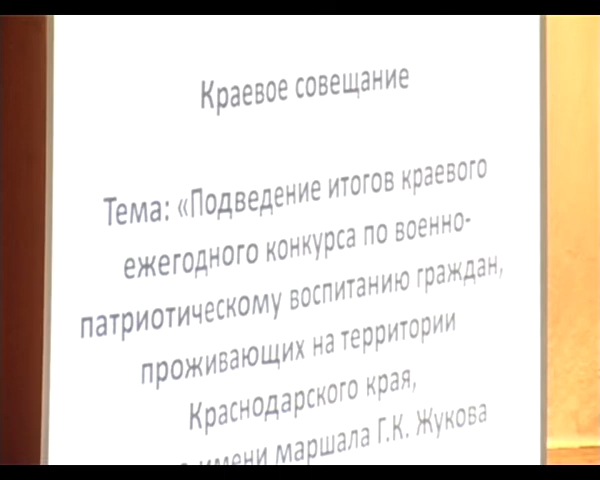 Краевое совещание
Тема: «Подведение итогов краевого
ежегодного конкурса по военно-
патриотическому воспитанию граждан,
проживающих на территории
Краснодарского края,
имени маршала Г.К. Жукова